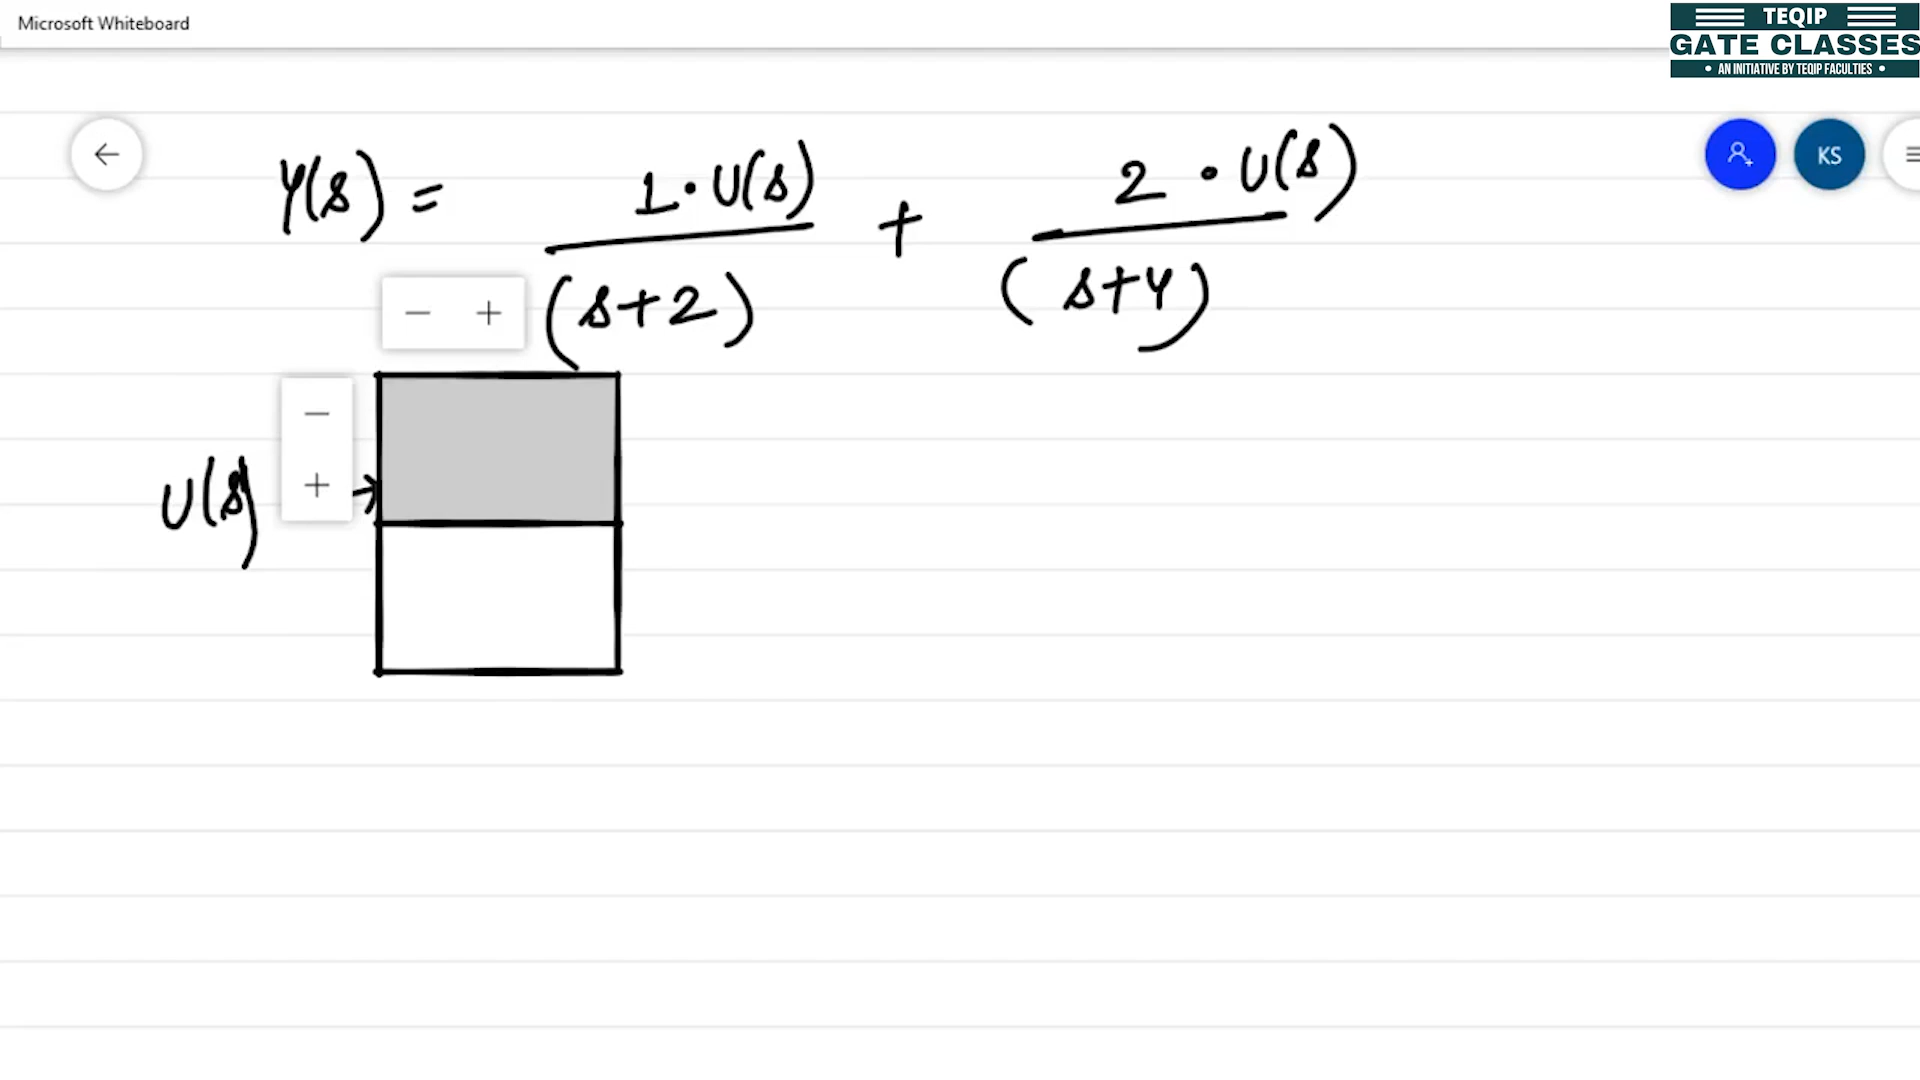 Microsoft Whiteboard
TEQIP
GATE CLASSES
• AN INITIATIVE BY TEQIP FACULTIES •
KS
Y(s) = 1·U(s)/(s+2) + 2·U(s)/(s+4)
− +
−
+
U(s) →